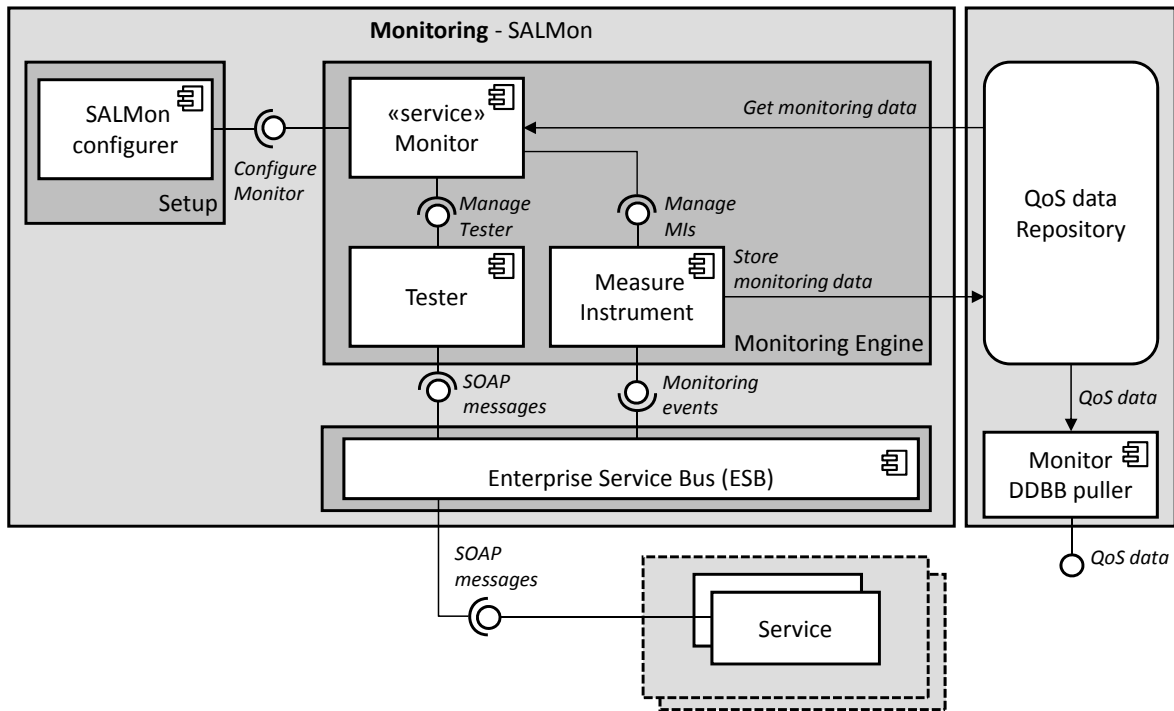 Monitoring - SALMon
SALMon
configurer
Setup
Configure
Monitor
«service»
Monitor
Get monitoring data
Manage
Tester
Manage
MIs
Tester
Measure
Instrument
Store
monitoring data
Monitoring Engine
QoS data
Repository
SOAP
messages
Monitoring
events
QoS data
Enterprise Service Bus (ESB)
Monitor
DDBB puller
SOAP
messages
QoS data
Service